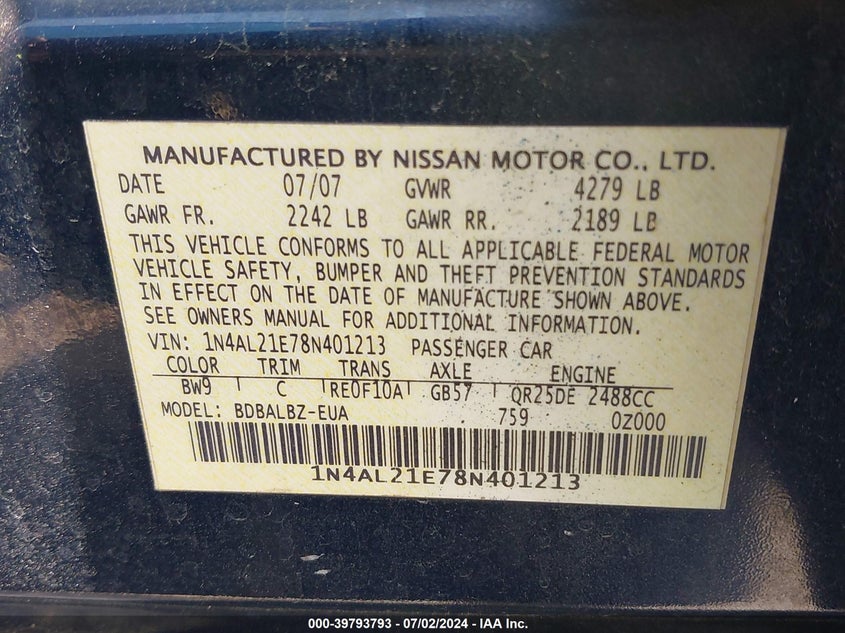 MANUFACTURED BY NISSAN MOTOR CO., LTD.
DATE 07/07 GVWR 4279 LB
GAWR FR. 2242 LB GAWR RR. 2189 LB
THIS VEHICLE CONFORMS TO ALL APPLICABLE FEDERAL MOTOR
VEHICLE SAFETY, BUMPER AND THEFT PREVENTION STANDARDS
IN EFFECT ON THE DATE OF MANUFACTURE SHOWN ABOVE.
SEE OWNERS MANUAL FOR ADDITIONAL INFORMATION.
VIN: 1N4AL21E78N401213 PASSENGER CAR
COLOR TRIM TRANS AXLE ENGINE
BW9 C RE0F10A GB57 QR25DE 2488CC
MODEL: BDBALBZ-EUA 759 0Z000
1N4AL21E78N401213
000-39793793 - 07/02/2024 - IAA Inc.